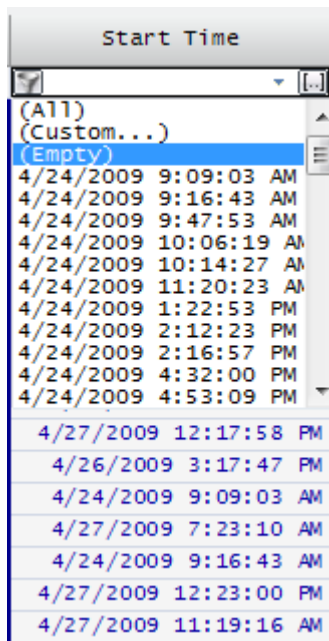 Start Time
[..]
(All)
(Custom...)
(Empty)
4/24/2009 9:09:03 AM
4/24/2009 9:16:43 AM
4/24/2009 9:47:53 AM
4/24/2009 10:06:19 AM
4/24/2009 10:14:27 AM
4/24/2009 11:20:23 AM
4/24/2009 1:22:53 PM
4/24/2009 2:12:23 PM
4/24/2009 2:16:57 PM
4/24/2009 4:32:00 PM
4/24/2009 4:53:09 PM
4/27/2009 12:17:58 PM
4/26/2009 3:17:47 PM
4/24/2009 9:09:03 AM
4/27/2009 7:23:10 AM
4/24/2009 9:16:43 AM
4/27/2009 12:23:00 PM
4/27/2009 11:19:16 AM